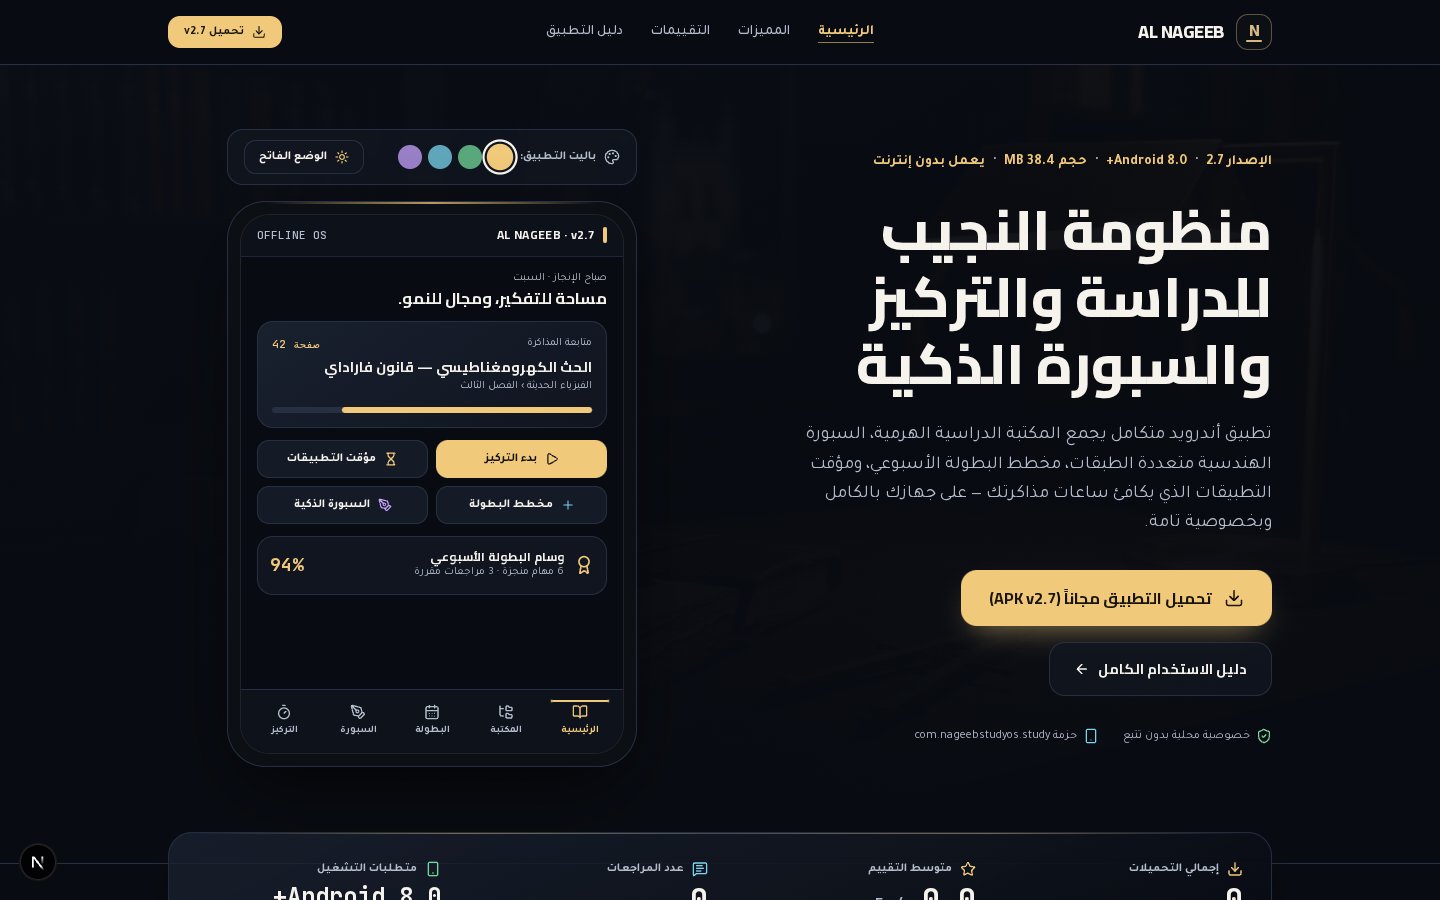 N
AL NAGEEB
الرئيسية
المميزات
التقييمات
دليل التطبيق
تحميل v2.7
الإصدار 2.7 · Android 8.0+ · حجم 38.4 MB · يعمل بدون إنترنت
منظومة النجيب
للدراسة والتركيز
والسبورة الذكية
تطبيق أندرويد متكامل يجمع المكتبة الدراسية الهرمية، السبورة
الهندسية متعددة الطبقات، مخطط البطولة الأسبوعي، ومؤقت
التطبيقات الذي يكافئ ساعات مذاكرتك — على جهازك بالكامل
وبخصوصية تامة.
تحميل التطبيق مجاناً (APK v2.7)
دليل الاستخدام الكامل
خصوصية محلية بدون تتبع
حزمة com.nageebstudyos.study
باليت التطبيق:
الوضع الفاتح
AL NAGEEB · v2.7
OFFLINE OS
صباح الإنجاز · السبت
مساحة للتفكير، ومجال للنمو.
متابعة المذاكرة
صفحة 42
الحث الكهرومغناطيسي — قانون فاراداي
الفيزياء الحديثة › الفصل الثالث
بدء التركيز
مؤقت التطبيقات
مخطط البطولة
السبورة الذكية
وسام البطولة الأسبوعي
6 مهام منجزة · 3 مراجعات مقررة
94%
الرئيسية
المكتبة
البطولة
السبورة
التركيز
إجمالي التحميلات
متوسط التقييم
عدد المراجعات
متطلبات التشغيل
Android 8.0+
N